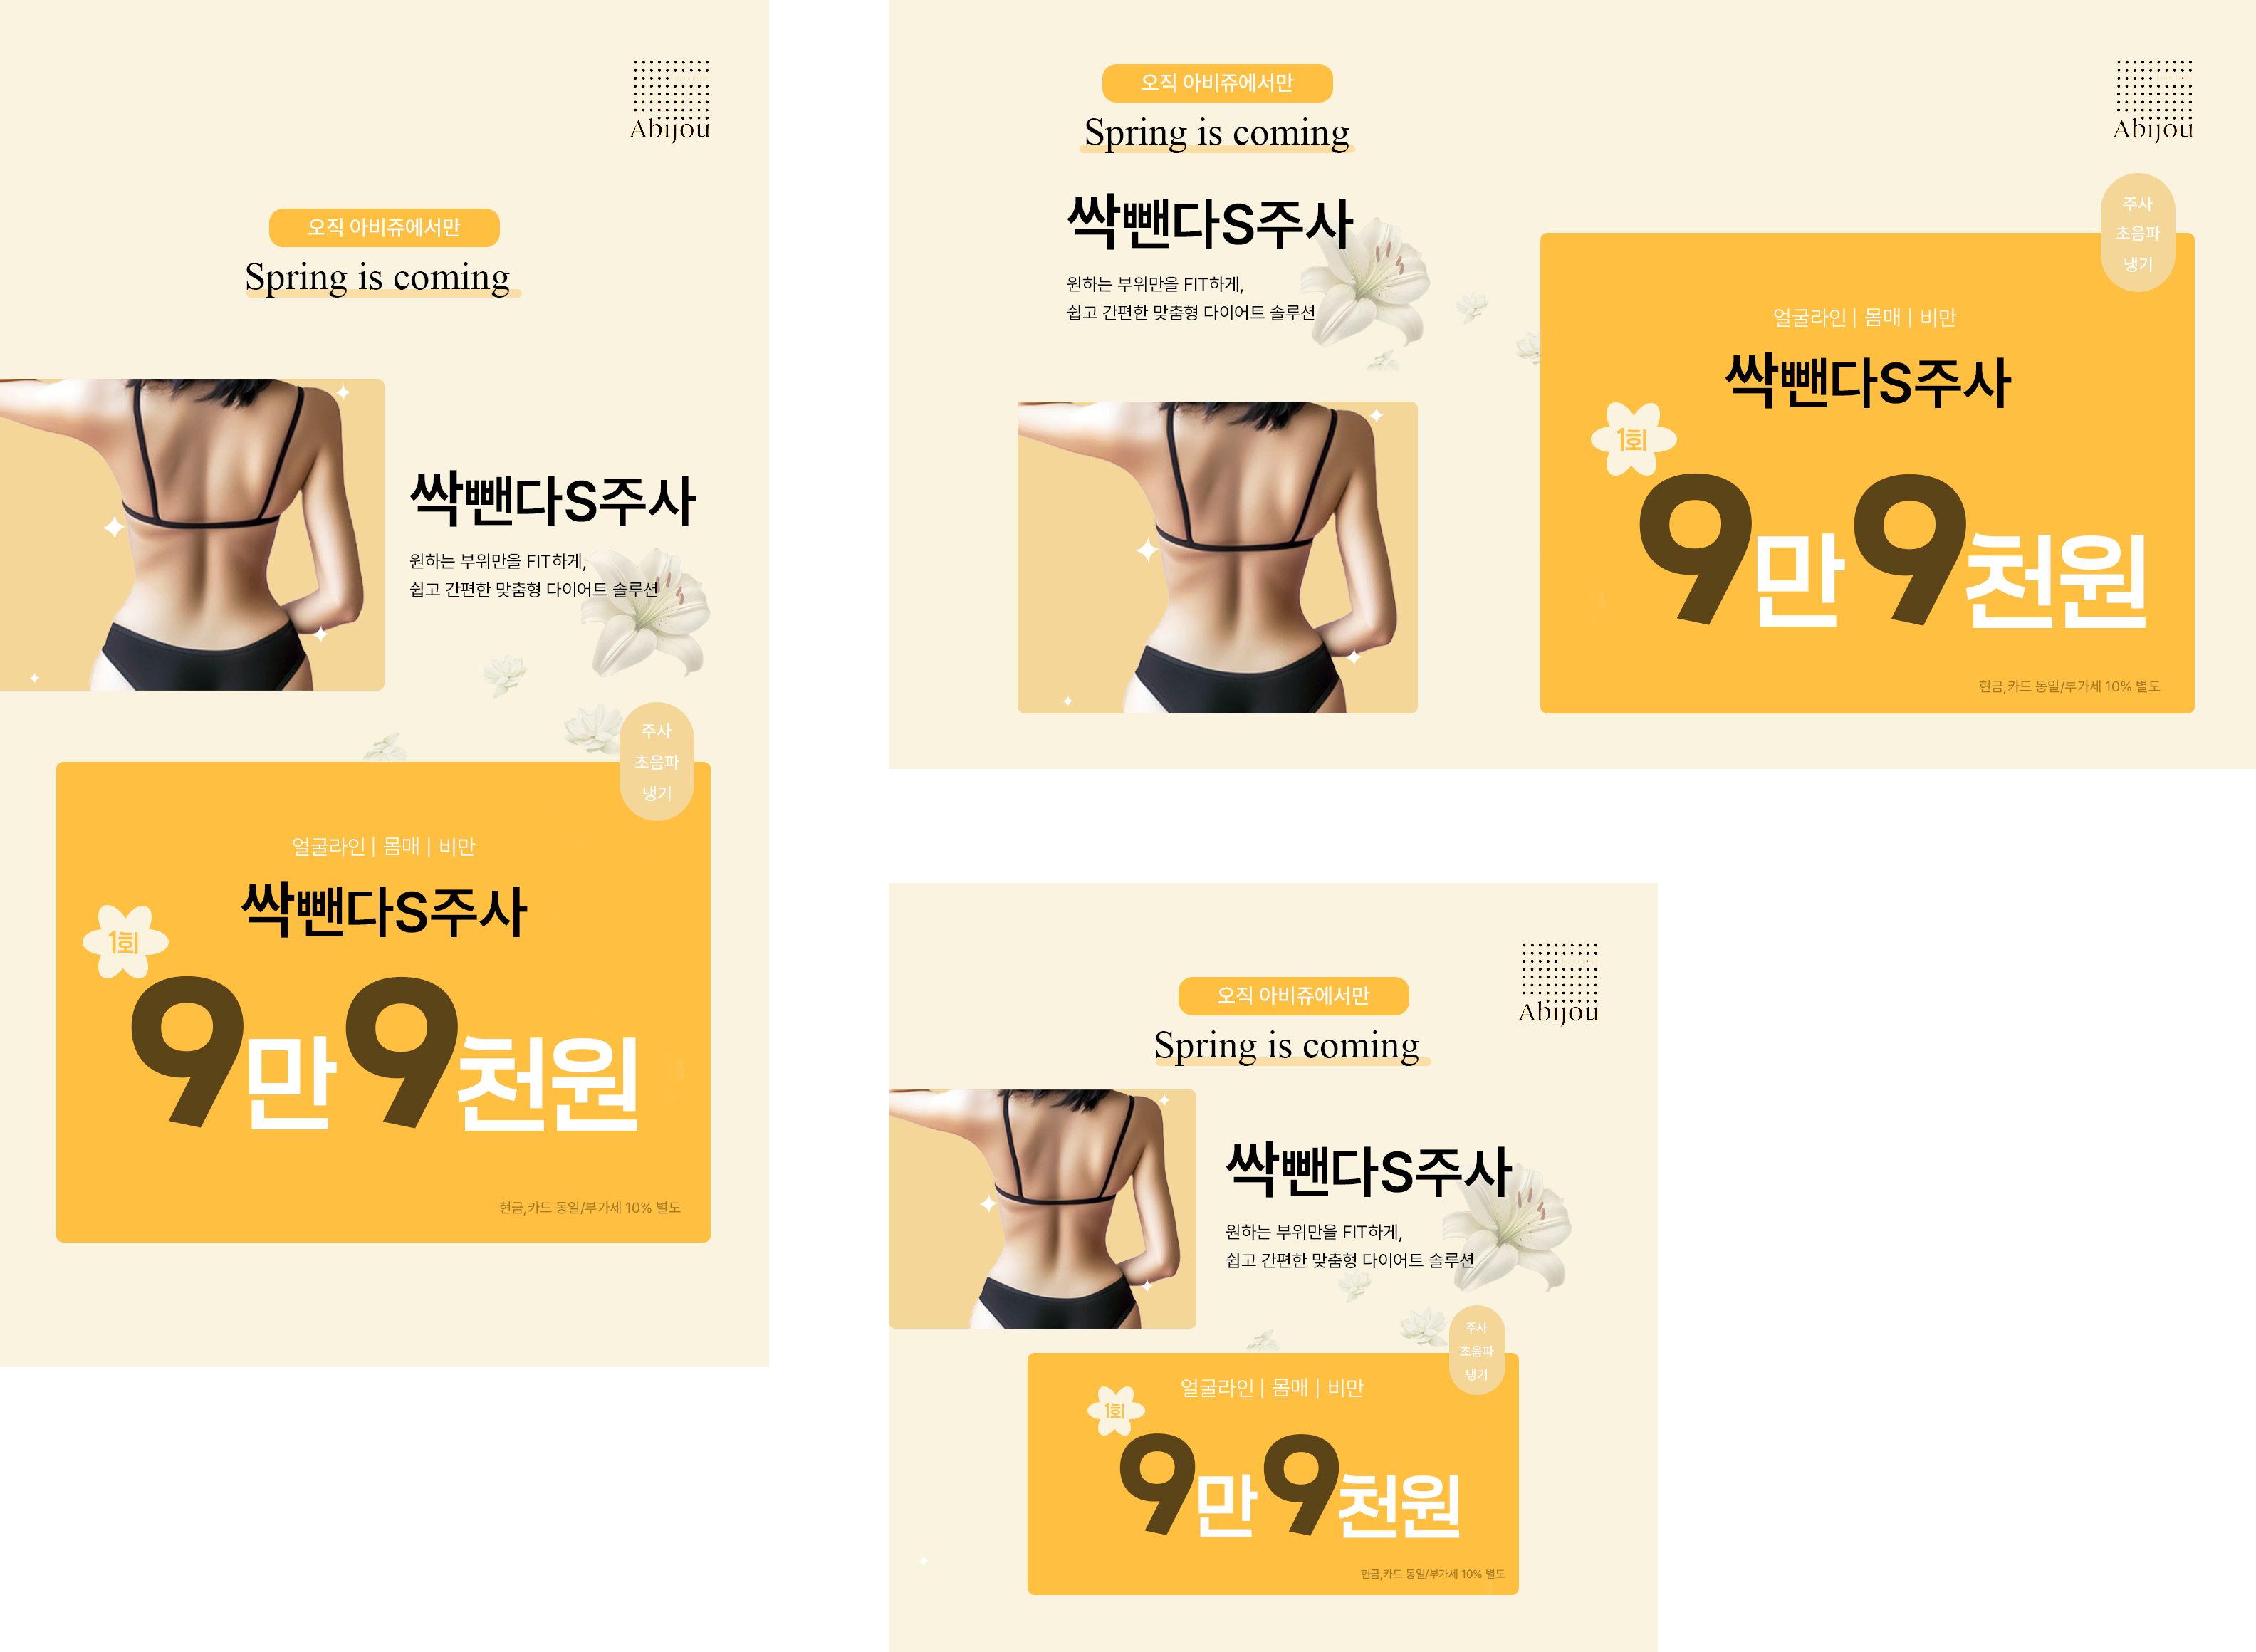 Abijou
오직 아비쥬에서만
Spring is coming
싹뺀다S주사
원하는 부위만을 FIT하게,
쉽고 간편한 맞춤형 다이어트 솔루션
주사
초음파
냉기
얼굴라인 | 몸매 | 비만
싹뺀다S주사
1회
9만9천원
현금,카드 동일/부가세 10% 별도
오직 아비쥬에서만
Spring is coming
Abijou
싹뺀다S주사
원하는 부위만을 FIT하게,
쉽고 간편한 맞춤형 다이어트 솔루션
주사
초음파
냉기
얼굴라인 | 몸매 | 비만
싹뺀다S주사
1회
9만9천원
현금,카드 동일/부가세 10% 별도
오직 아비쥬에서만
Spring is coming
Abijou
싹뺀다S주사
원하는 부위만을 FIT하게,
쉽고 간편한 맞춤형 다이어트 솔루션
주사
초음파
냉기
얼굴라인 | 몸매 | 비만
1회
9만9천원
현금,카드 동일/부가세 10% 별도